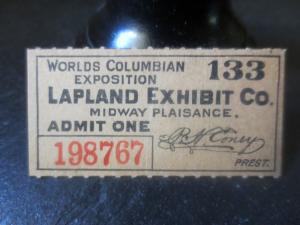 WORLDS COLUMBIAN 133
EXPOSITION
LAPLAND EXHIBIT CO.
MIDWAY PLAISANCE.
ADMIT ONE
198767
PREST.